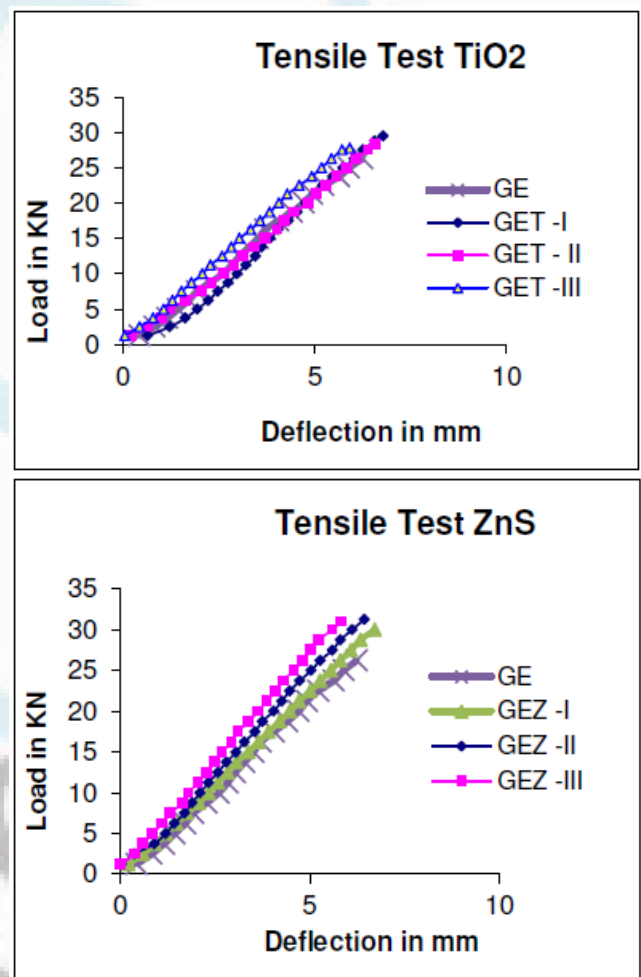 Tensile Test TiO2
35
30
25
20
15
10
5
0
Load in KN
0 5 10
Deflection in mm
GE
GET -I
GET - II
GET -III
Tensile Test ZnS
35
30
25
20
15
10
5
0
Load in KN
0 5 10
Deflection in mm
GE
GEZ -I
GEZ -II
GEZ -III